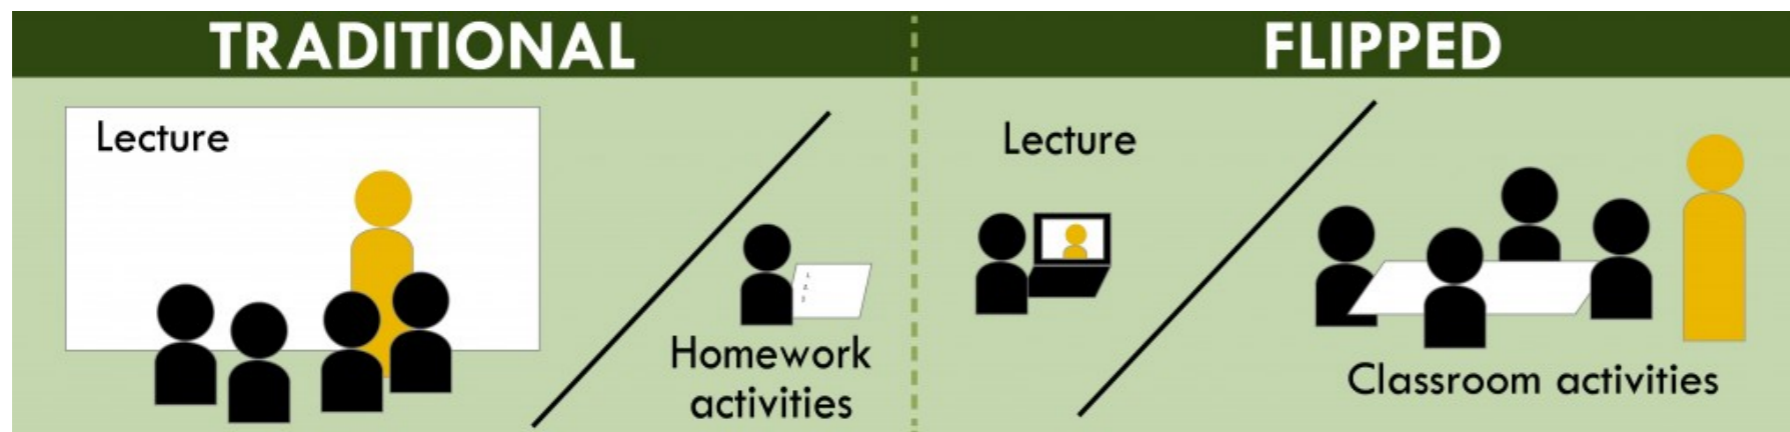 TRADITIONAL
Lecture
Homework
activities
FLIPPED
Lecture
Classroom activities